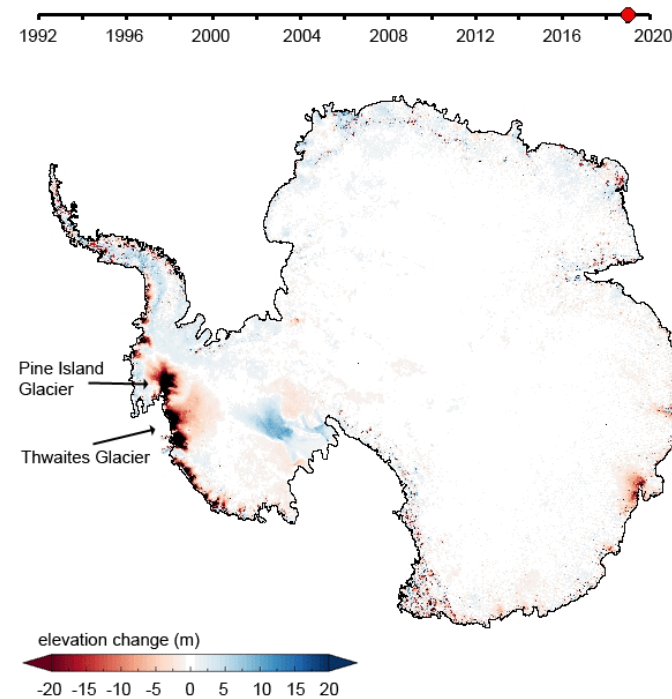 1992 1996 2000 2004 2008 2012 2016 2020
Pine Island
Glacier
Thwaites Glacier
elevation change (m)
-20 -15 -10 -5 0 5 10 15 20